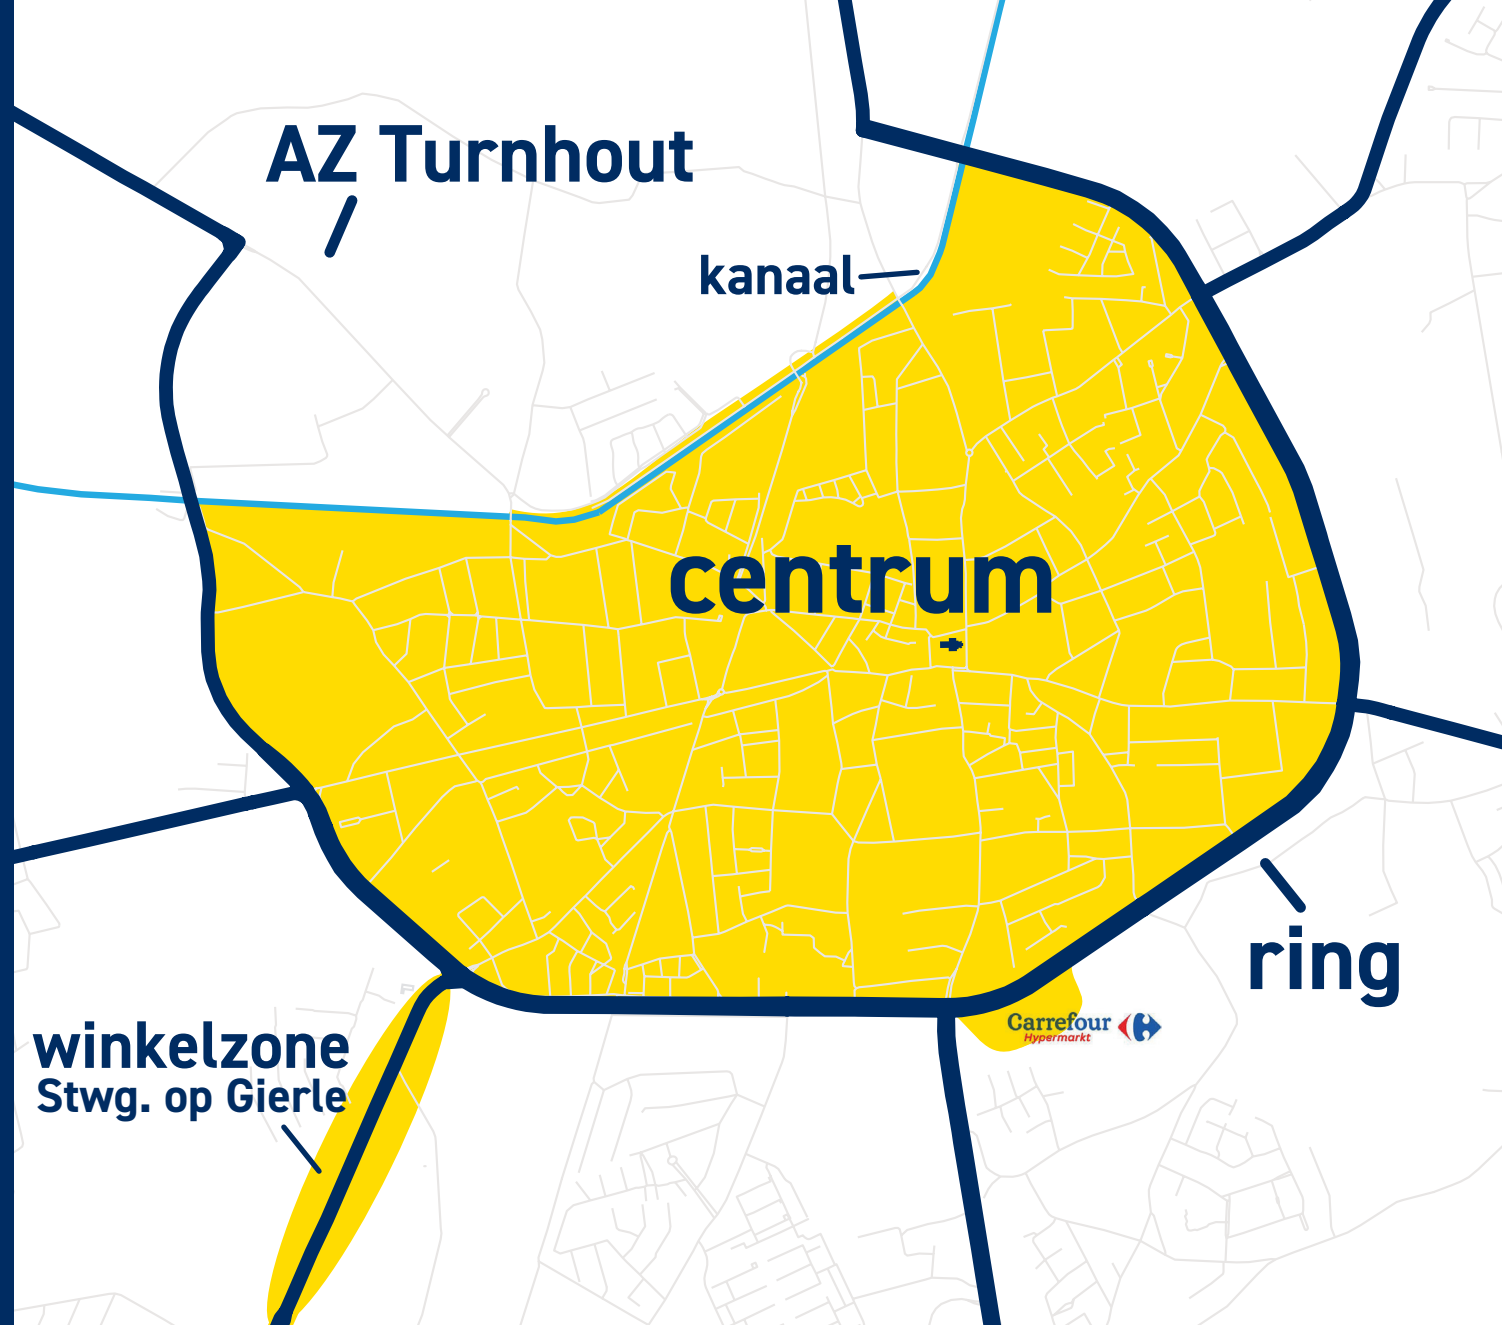 AZ Turnhout
kanaal
centrum
ring
Carrefour
Hypermarkt
winkelzone
Stwg. op Gierle